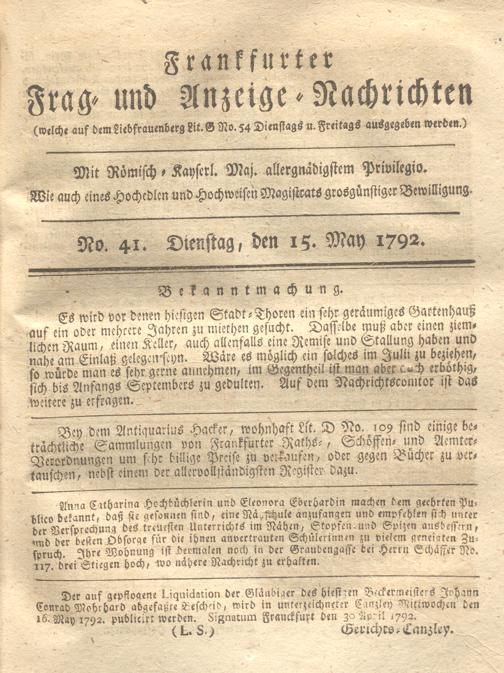 Frankfurter
Frag- und Anzeige-Nachrichten
(welche auf dem Liebfrauenberg Lit. G No. 54 Dienstags u. Freitags ausgegeben werden.)
Mit Römisch-Kayserl. Maj. allergnädigstem Privilegio.
Wie auch eines Hochedlen und Hochweisen Magistrats grosgünstiger Bewilligung.
No. 41. Dienstag, den 15. May 1792.
Bekanntmachung.
Es wird vor denen hiesigen Stadt-Thoren ein sehr geräumiges Gartenhauß
auf ein oder mehrere Jahren zu miethen gesucht. Dasselbe muß aber einen ziem-
lichen Raum, einen Keller, auch allenfalls eine Remise und Stallung haben und
nahe am Einlaß gelegen seyn. Wäre es möglich ein solches im Julii zu beziehen,
so würde man es sehr gerne annehmen, im Gegentheil ist man aber auch erböthig,
sich bis Anfangs Septembers zu gedulten. Auf dem Nachrichtscomtor ist das
weitere zu erfragen.
Bey dem Antiquarius Hacker, wohnhaft Lit. D No. 109 sind einige be-
trächtliche Sammlungen von Frankfurter Raths-, Schöffen- und Aemter-
Verordnungen um sehr billige Preise zu verkaufen, oder gegen Bücher zu ver-
tauschen, nebst einem der allervollständigsten Register dazu.
Anna Catharina Hochbüchlerin und Eleonora Eberhardin machen dem geehrten Pu-
blico bekannt, daß sie gesonnen sind, eine Näheschule anzufangen und empfehlen sich unter
der Versprechung des treuesten Unterrichts im Nähen, Stopfen und Spizen ausbessern,
und der besten Obsorge für die ihnen anvertrauten Schülerinnen zu vielem geneigten Zu-
spruch. Ihre Wohnung ist dermalen noch in der Graubengasse bei Herrn Schäffer No.
117. drei Stiegen hoch, wo nähere Nachricht zu erhalten.
Der auf gepflogene Liquidation der Gläubiger des hiesigen Beckermeisters Johann
Conrad Mohrhard abgefaßte Bescheid, wird in unterzeichneter Canzley Mittwochen den
16. May 1792. publicirt werden. Signatum Franckfurt den 30 April 1792.
(L. S.) Gerichts-Canzley.